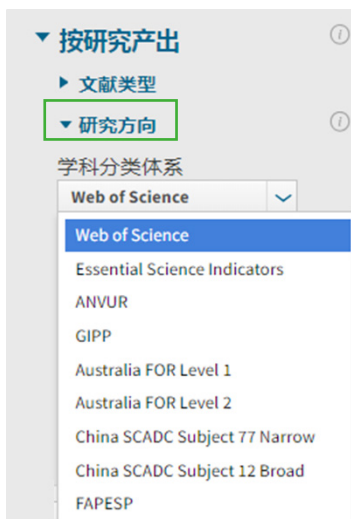 按研究产出
文献类型
研究方向
学科分类体系
Web of Science
Web of Science
Essential Science Indicators
ANVUR
GIPP
Australia FOR Level 1
Australia FOR Level 2
China SCADC Subject 77 Narrow
China SCADC Subject 12 Broad
FAPESP